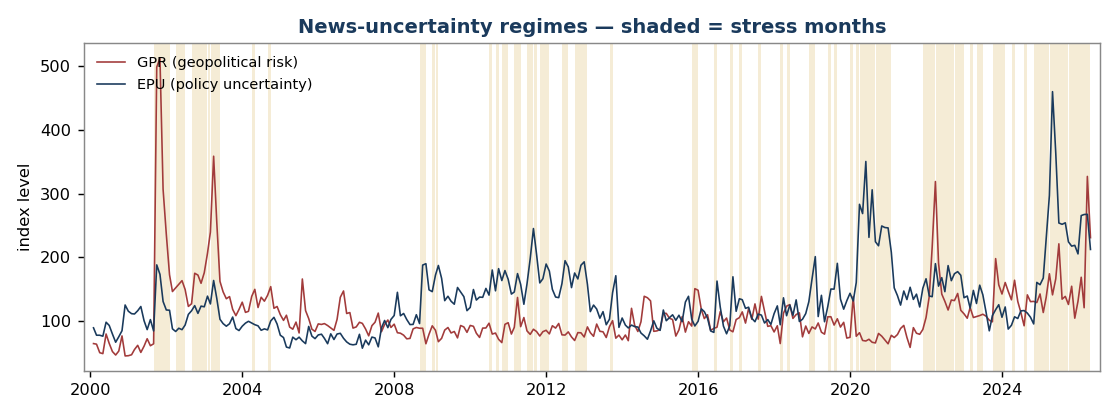 News-uncertainty regimes — shaded = stress months
GPR (geopolitical risk)
EPU (policy uncertainty)
index level
500
400
300
200
100
2000 2004 2008 2012 2016 2020 2024